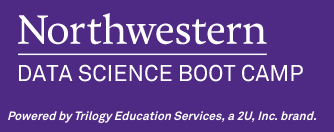 Northwestern
DATA SCIENCE BOOT CAMP
Powered by Trilogy Education Services, a 2U, Inc. brand.